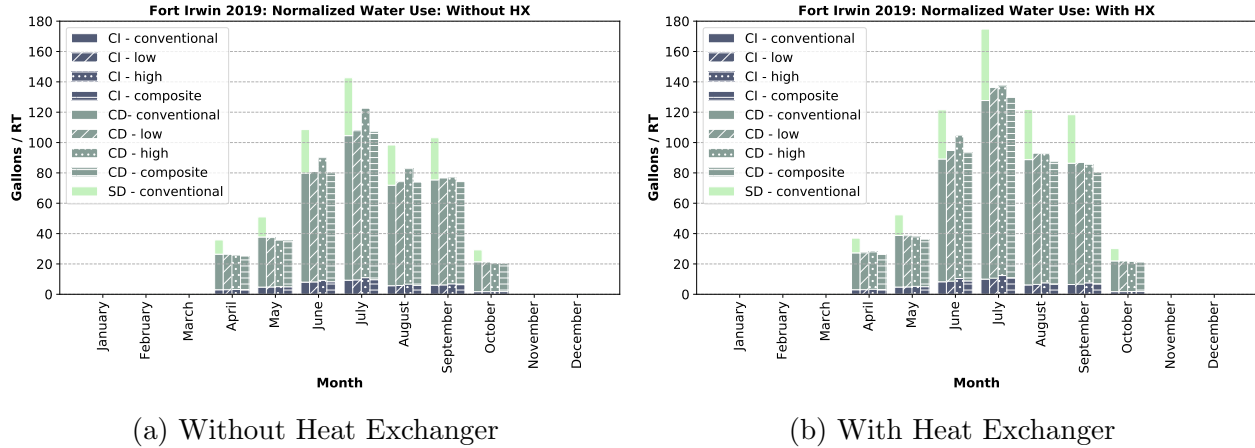 Fort Irwin 2019: Normalized Water Use: Without HX
180
160
140
120
100
80
60
40
20
0
Gallons / RT
CI - conventional
CI - low
CI - high
CI - composite
CD- conventional
CD - low
CD - high
CD - composite
SD - conventional
January
February
March
April
May
June
July
August
September
October
November
December
Month
(a) Without Heat Exchanger
Fort Irwin 2019: Normalized Water Use: With HX
180
160
140
120
100
80
60
40
20
0
Gallons / RT
CI - conventional
CI - low
CI - high
CI - composite
CD - conventional
CD - low
CD - high
CD - composite
SD - conventional
January
February
March
April
May
June
July
August
September
October
November
December
Month
(b) With Heat Exchanger